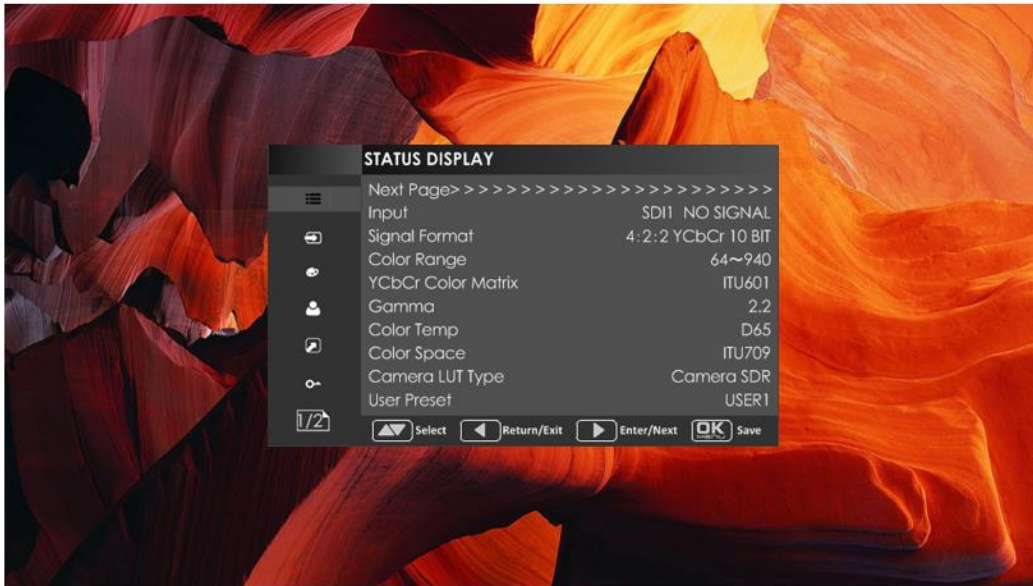 STATUS DISPLAY
Next Page> > > > > > > > > > > > > > > > > > > > > > >
Input SDI1 NO SIGNAL
Signal Format 4:2:2 YCbCr 10 BIT
Color Range 64~940
YCbCr Color Matrix ITU601
Gamma 2.2
Color Temp D65
Color Space ITU709
Camera LUT Type Camera SDR
User Preset USER1
1/2
Select Return/Exit Enter/Next OK MENU Save